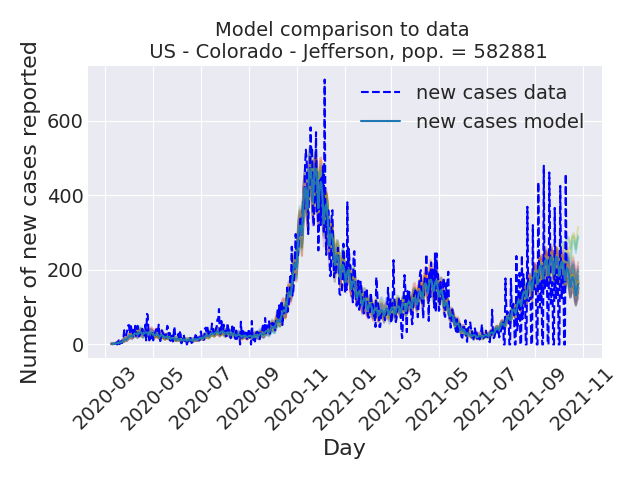 Model comparison to data
US - Colorado - Jefferson, pop. = 582881
Number of new cases reported
600
400
200
0
new cases data
new cases model
2020-03
2020-05
2020-07
2020-09
2020-11
2021-01
2021-03
2021-05
2021-07
2021-09
2021-11
Day